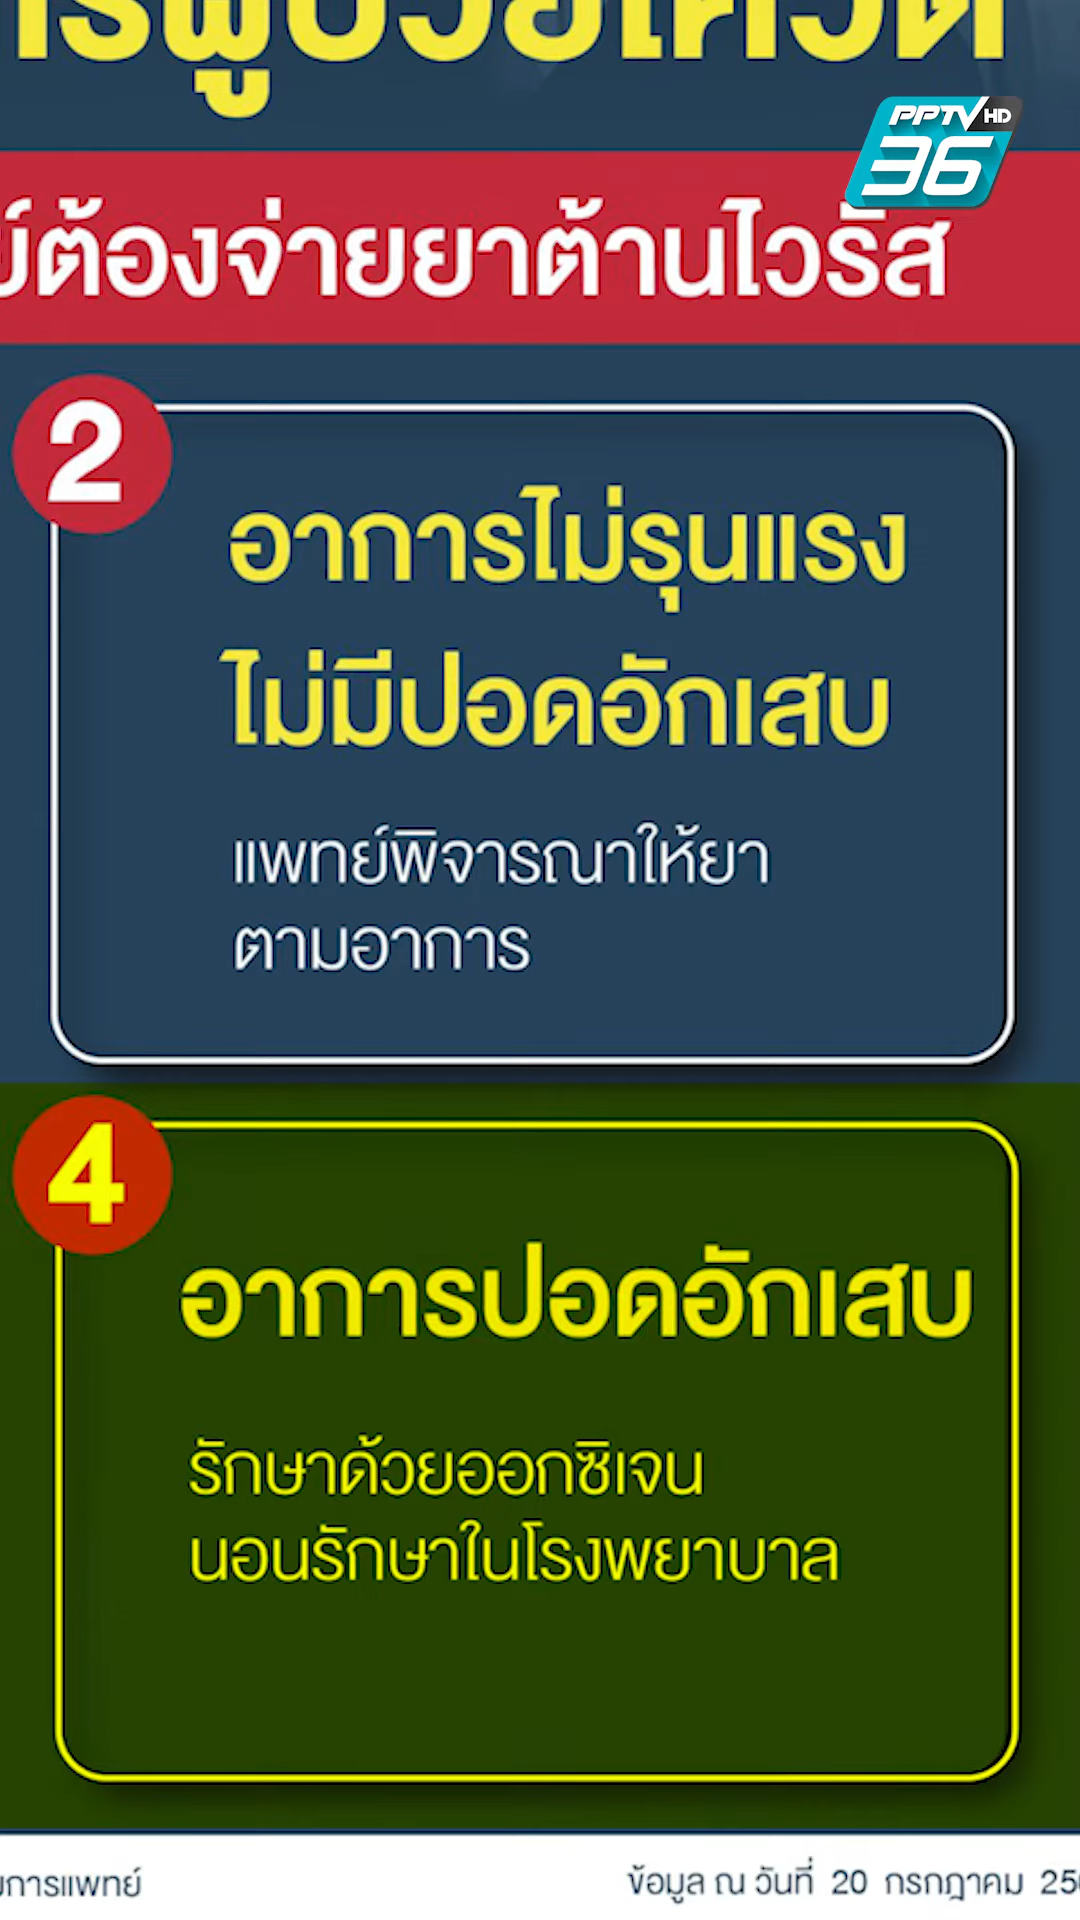 PPTV HD
36
ต้องจ่ายยาต้านไวรัส
2
อาการไม่รุนแรง
ไม่มีปอดอักเสบ
แพทย์พิจารณาให้ยา
ตามอาการ
4
อาการปอดอักเสบ
รักษาด้วยออกซิเจน
นอนรักษาในโรงพยาบาล
การแพทย์
ข้อมูล ณ วันที่ 20 กรกฎาคม